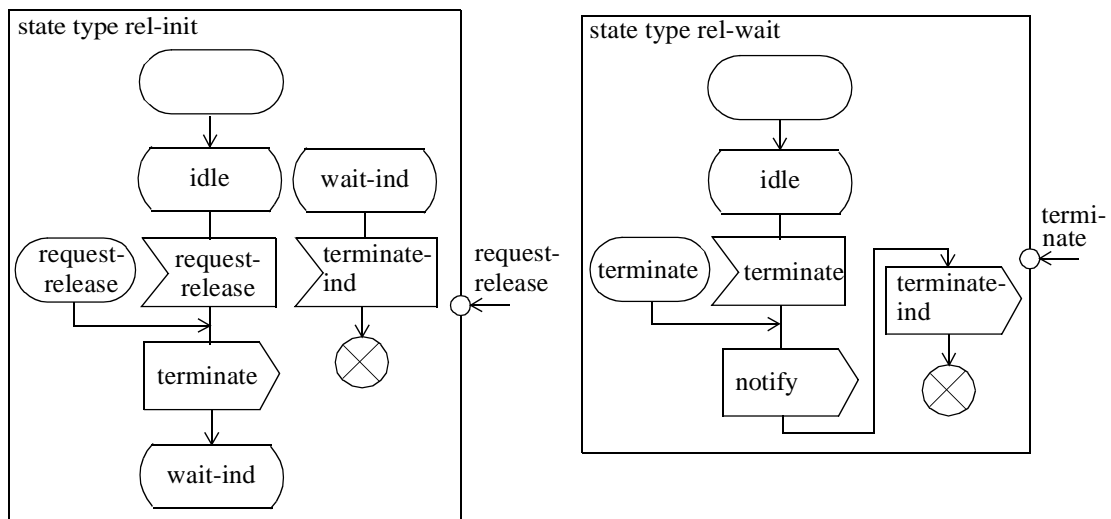 state type rel-init
idle
wait-ind
request-
release
request-
release
terminate-
ind
request-
release
terminate
wait-ind
state type rel-wait
idle
terminate
terminate
terminate-
ind
termi-
nate
notify